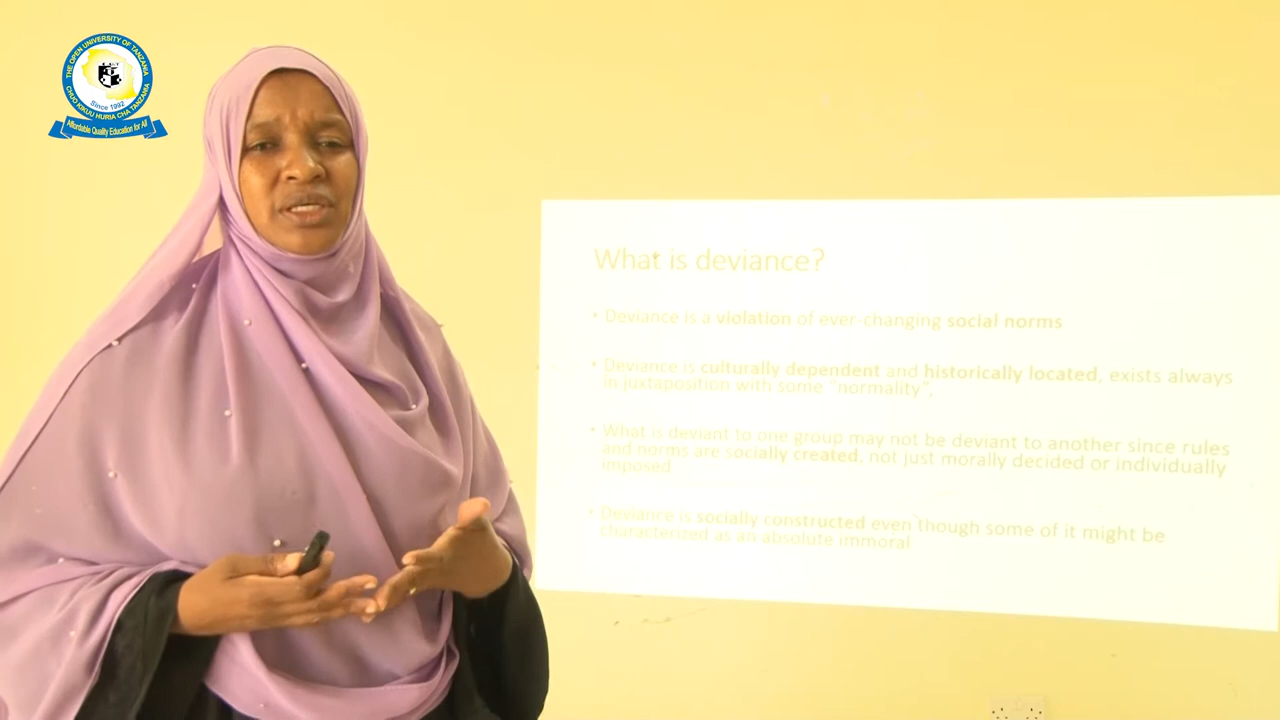 THE OPEN UNIVERSITY OF TANZANIA
Since 1992
CHUO KIKUU HURIA CHA TANZANIA
Affordable Quality Education for All
What is deviance?
• Deviance is a violation of ever-changing social norms
• Deviance is culturally dependent and historically located, exists always
in juxtaposition with some "normality",
• What is deviant to one group may not be deviant to another since rules
and norms are socially created, not just morally decided or individually
imposed
• Deviance is socially constructed even though some of it might be
characterized as an absolute immoral